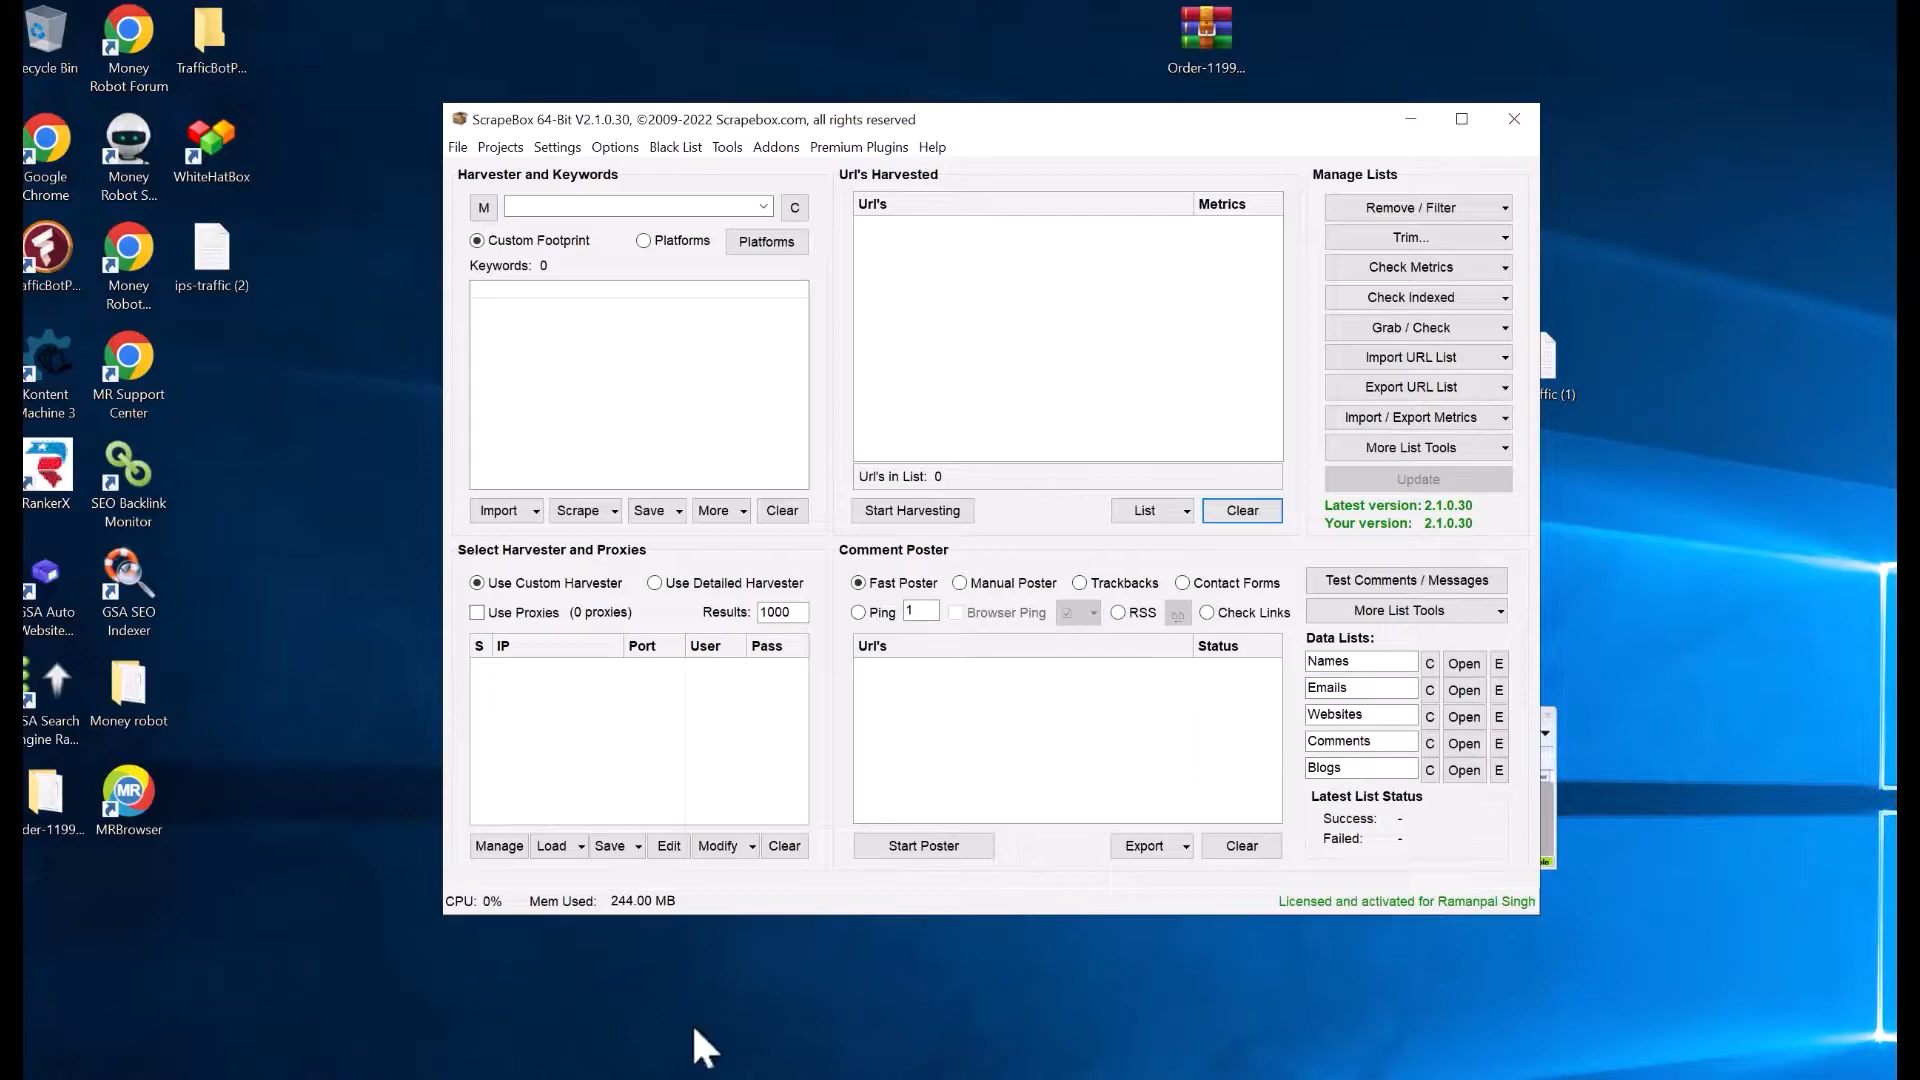 ecycle Bin
Money
Robot Forum
TrafficBotP...
Order-1199...
Google
Chrome
Money
Robot S...
WhiteHatBox
afficBotP...
Money
Robot...
ips-traffic (2)
Kontent
Machine 3
MR Support
Center
RankerX
SEO Backlink
Monitor
GSA Auto
Website...
GSA SEO
Indexer
SA Search
ngine Ra...
Money robot
der-1199...
MR
MRBrowser
ffic (1)
ScrapeBox 64-Bit V2.1.0.30, ©2009-2022 Scrapebox.com, all rights reserved
File Projects Settings Options Black List Tools Addons Premium Plugins Help
Harvester and Keywords
M
C
Custom Footprint
Platforms
Platforms
Keywords: 0
Import
Scrape
Save
More
Clear
Url's Harvested
Url's
Metrics
Url's in List: 0
Start Harvesting
List
Clear
Manage Lists
Remove / Filter
Trim...
Check Metrics
Check Indexed
Grab / Check
Import URL List
Export URL List
Import / Export Metrics
More List Tools
Update
Latest version: 2.1.0.30
Your version: 2.1.0.30
Select Harvester and Proxies
Use Custom Harvester
Use Detailed Harvester
Use Proxies (0 proxies)
Results: 1000
S IP Port User Pass
Manage
Load
Save
Edit
Modify
Clear
Comment Poster
Fast Poster
Manual Poster
Trackbacks
Contact Forms
Ping 1
Browser Ping
RSS
Check Links
Url's
Status
Start Poster
Export
Clear
Test Comments / Messages
More List Tools
Data Lists:
Names C Open E
Emails C Open E
Websites C Open E
Comments C Open E
Blogs C Open E
Latest List Status
Success: -
Failed: -
CPU: 0% Mem Used: 244.00 MB
Licensed and activated for Ramanpal Singh